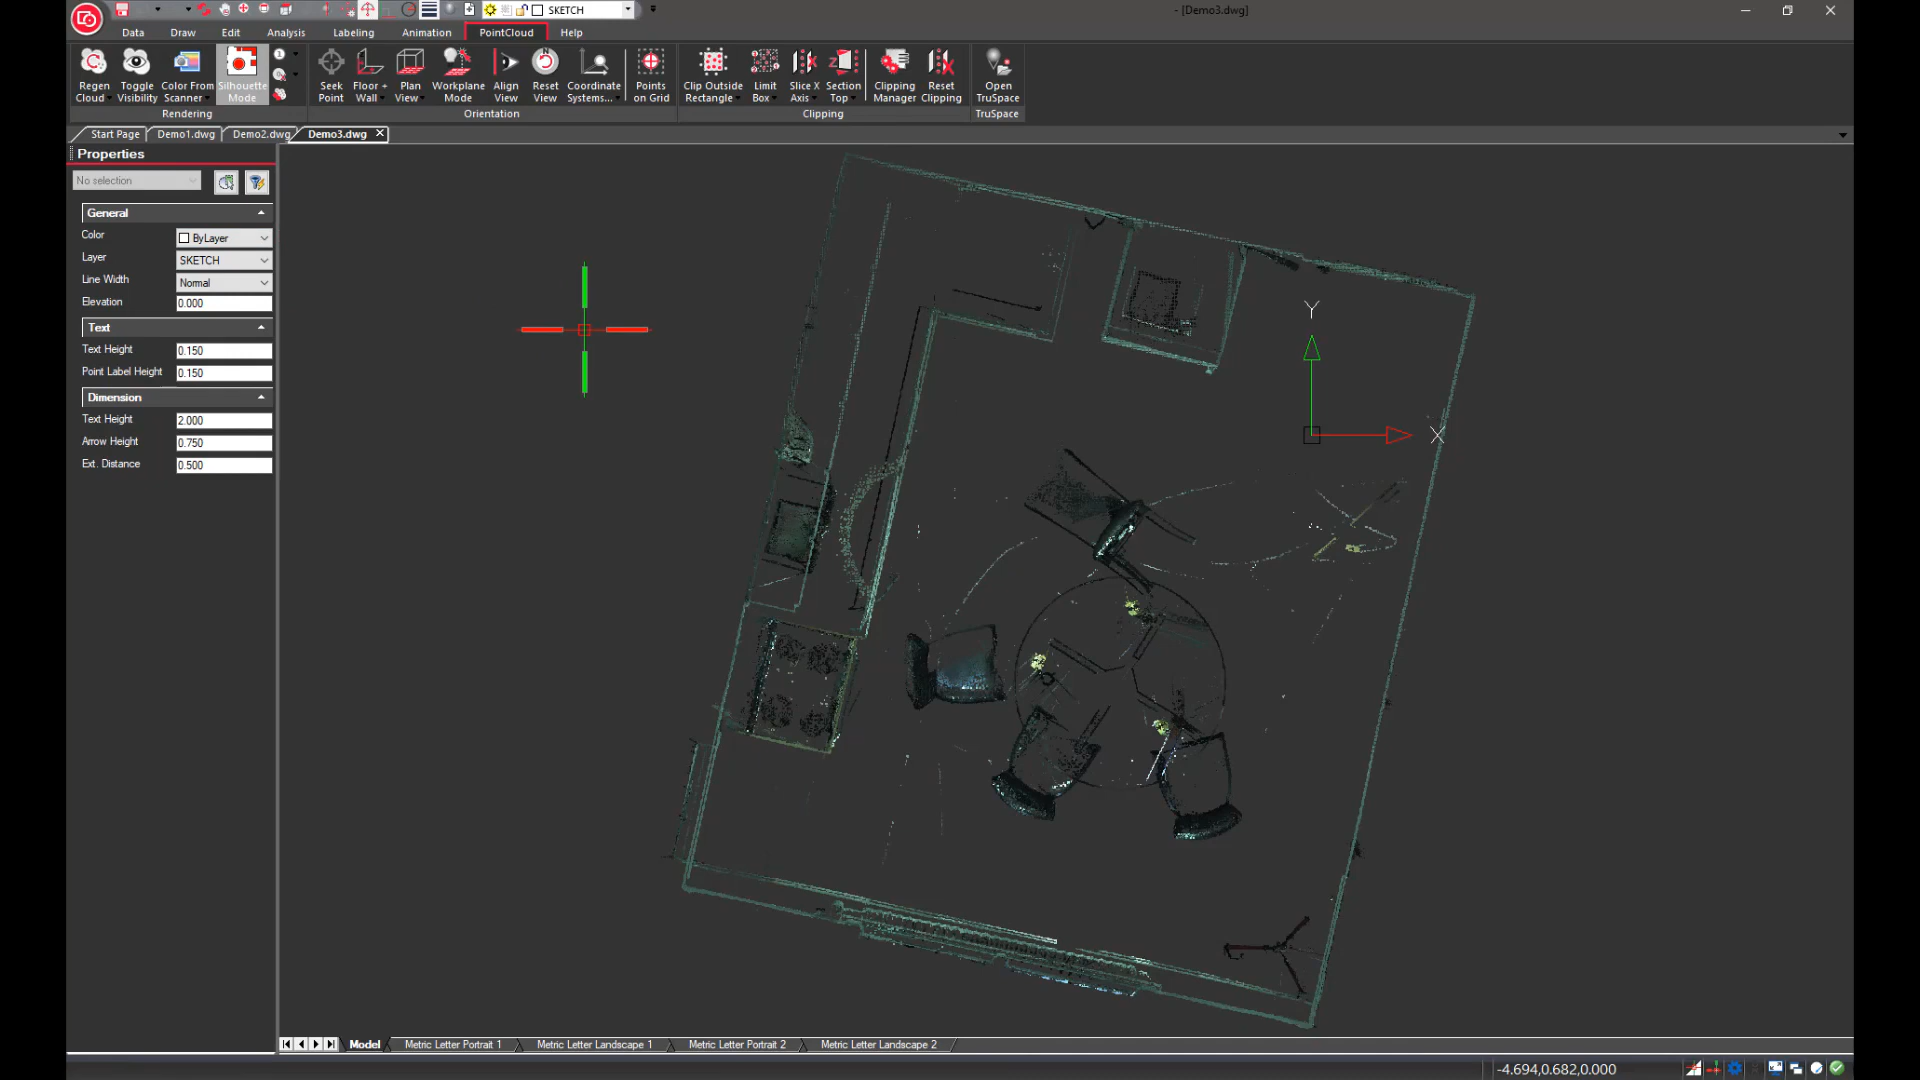 SKETCH
- [Demo3.dwg]
Data Draw Edit Analysis Labeling Animation PointCloud Help
Regen Cloud
Toggle Visibility
Color From Scanner
Silhouette Mode
Seek Point
Floor + Wall
Plan View
Workplane Mode
Align View
Reset View
Coordinate Systems...
Points on Grid
Clip Outside Rectangle
Limit Box
Slice X Axis
Section Top
Clipping Manager
Reset Clipping
Open TruSpace
Rendering Orientation Clipping TruSpace
Start Page Demo1.dwg Demo2.dwg Demo3.dwg
Properties
No selection
General
Color ByLayer
Layer SKETCH
Line Width Normal
Elevation 0.000
Text
Text Height 0.150
Point Label Height 0.150
Dimension
Text Height 2.000
Arrow Height 0.750
Ext. Distance 0.500
Y
X
Model Metric Letter Portrait 1 Metric Letter Landscape 1 Metric Letter Portrait 2 Metric Letter Landscape 2
-4.694,0.682,0.000